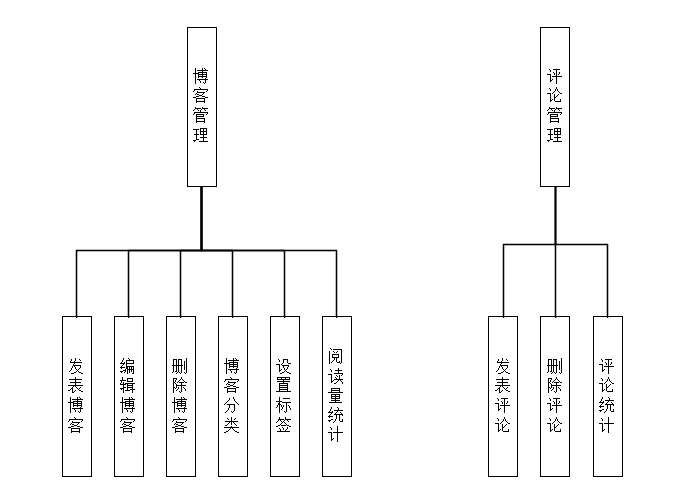 博客管理
评论管理
发表博客
编辑博客
删除博客
博客分类
设置标签
阅读量统计
发表评论
删除评论
评论统计